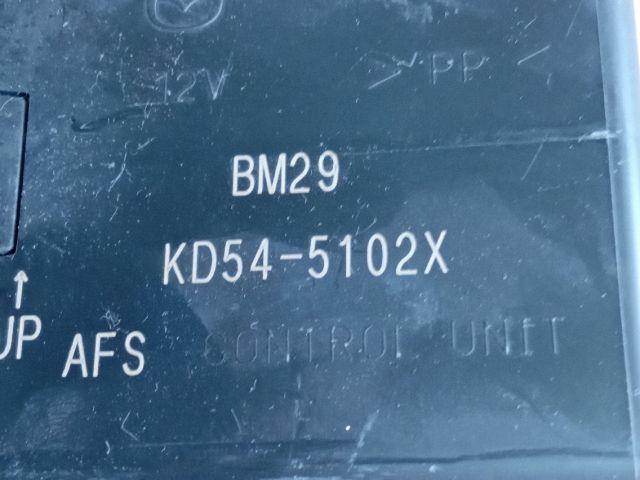 12V >PP<
BM29
KD54-5102X
↑
UP AFS CONTROL UNIT